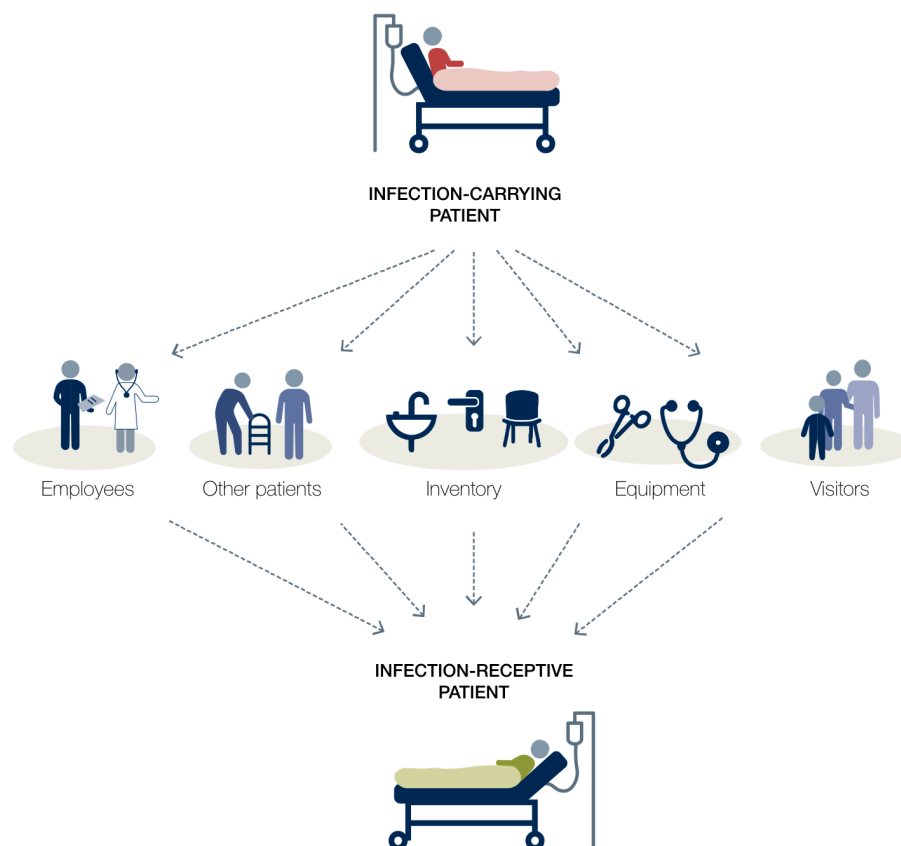 INFECTION-CARRYING
PATIENT
Employees
Other patients
Inventory
Equipment
Visitors
INFECTION-RECEPTIVE
PATIENT